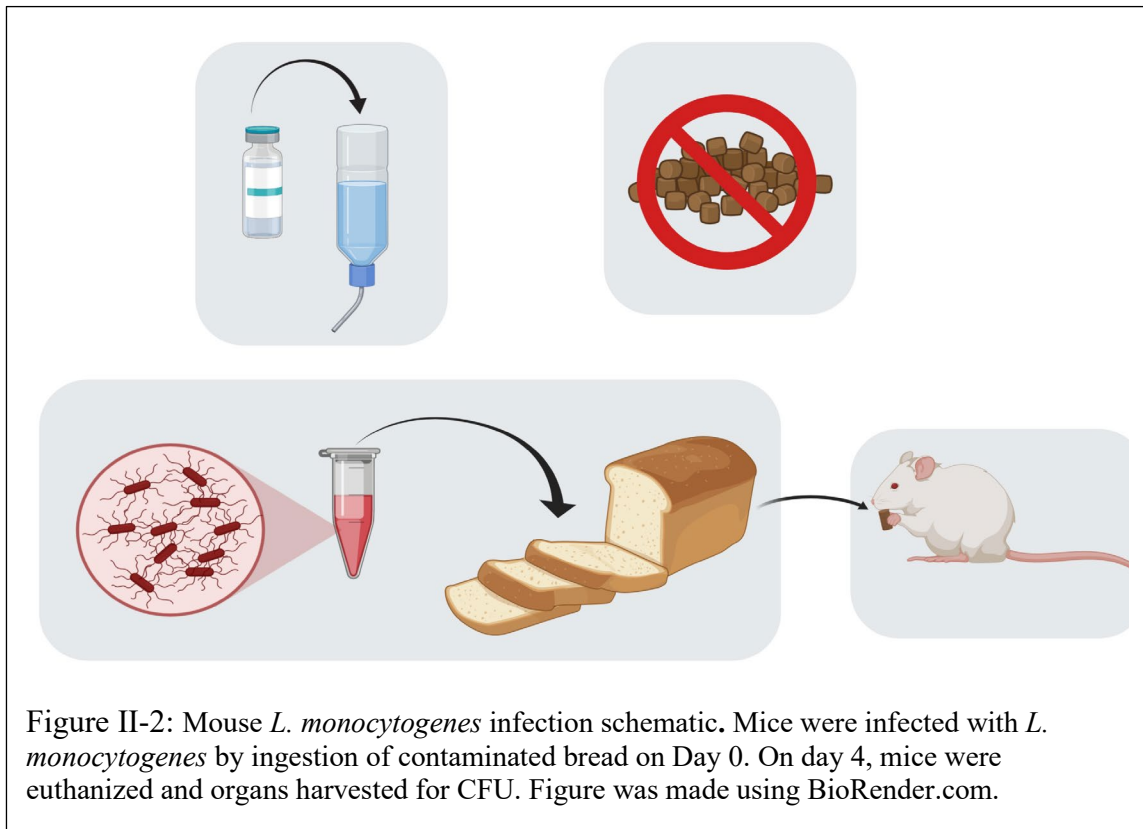 Figure II-2: Mouse L. monocytogenes infection schematic. Mice were infected with L.
monocytogenes by ingestion of contaminated bread on Day 0. On day 4, mice were
euthanized and organs harvested for CFU. Figure was made using BioRender.com.